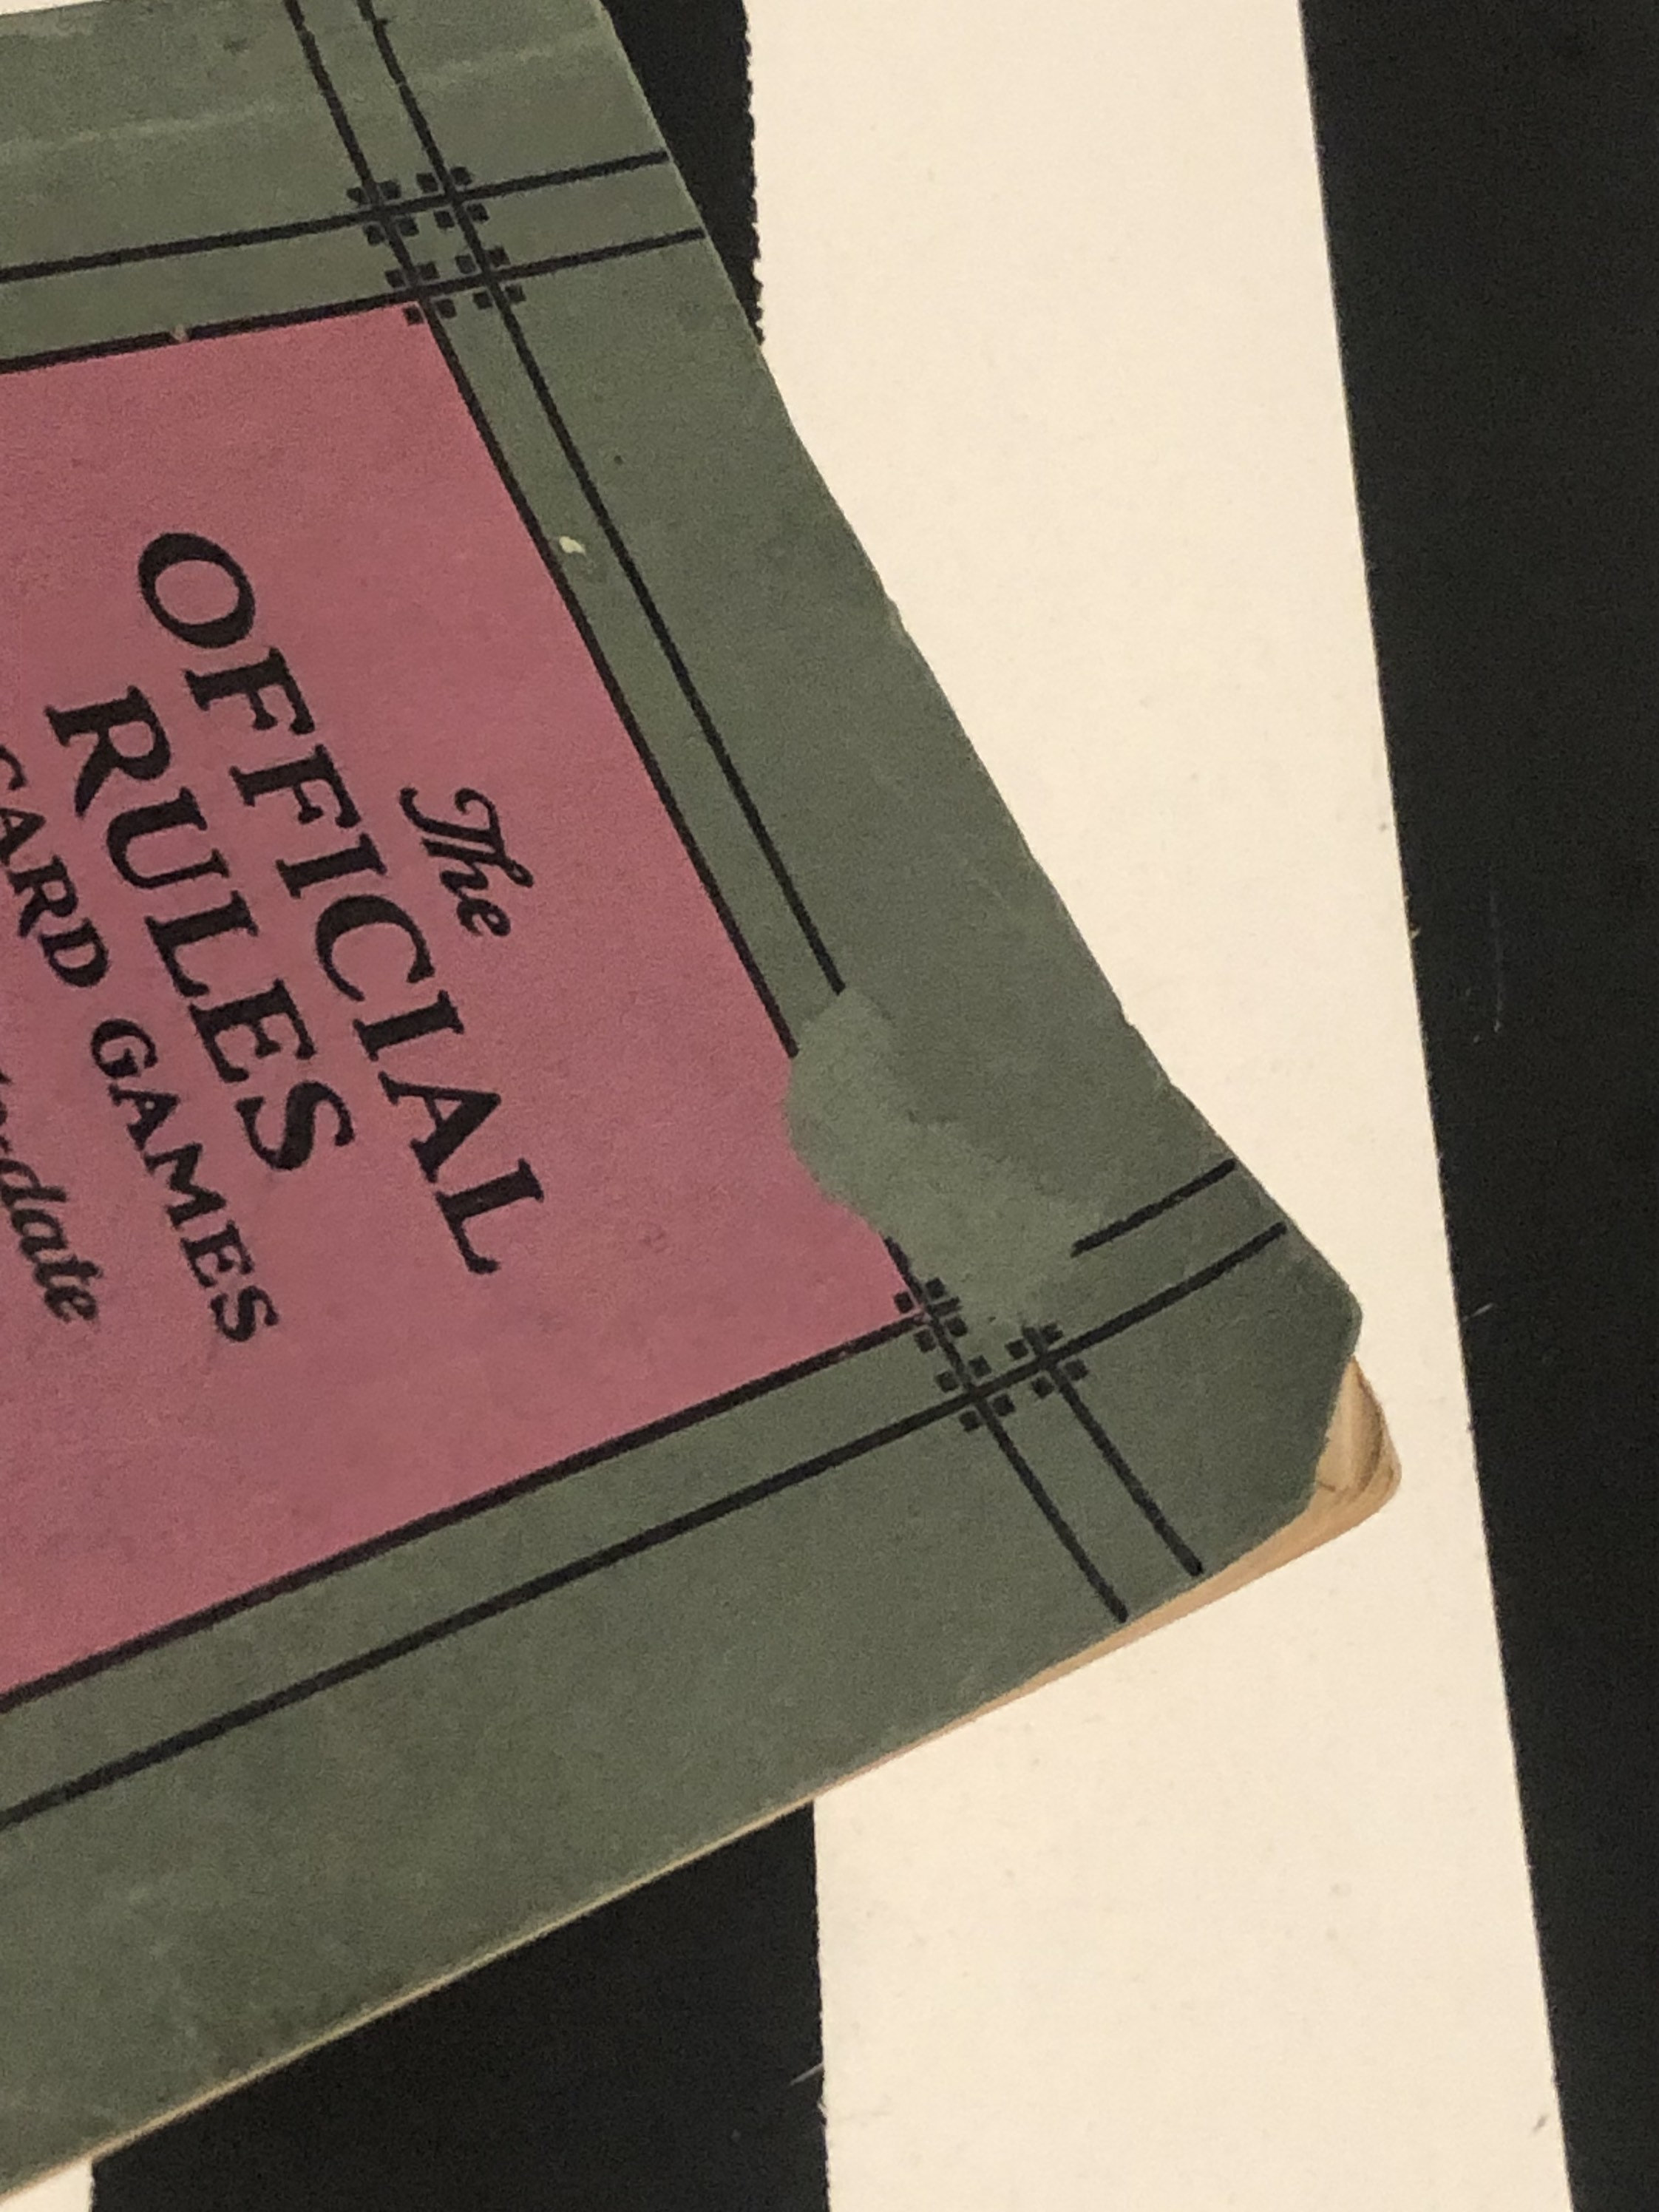 The
OFFICIAL
RULES
CARD GAMES